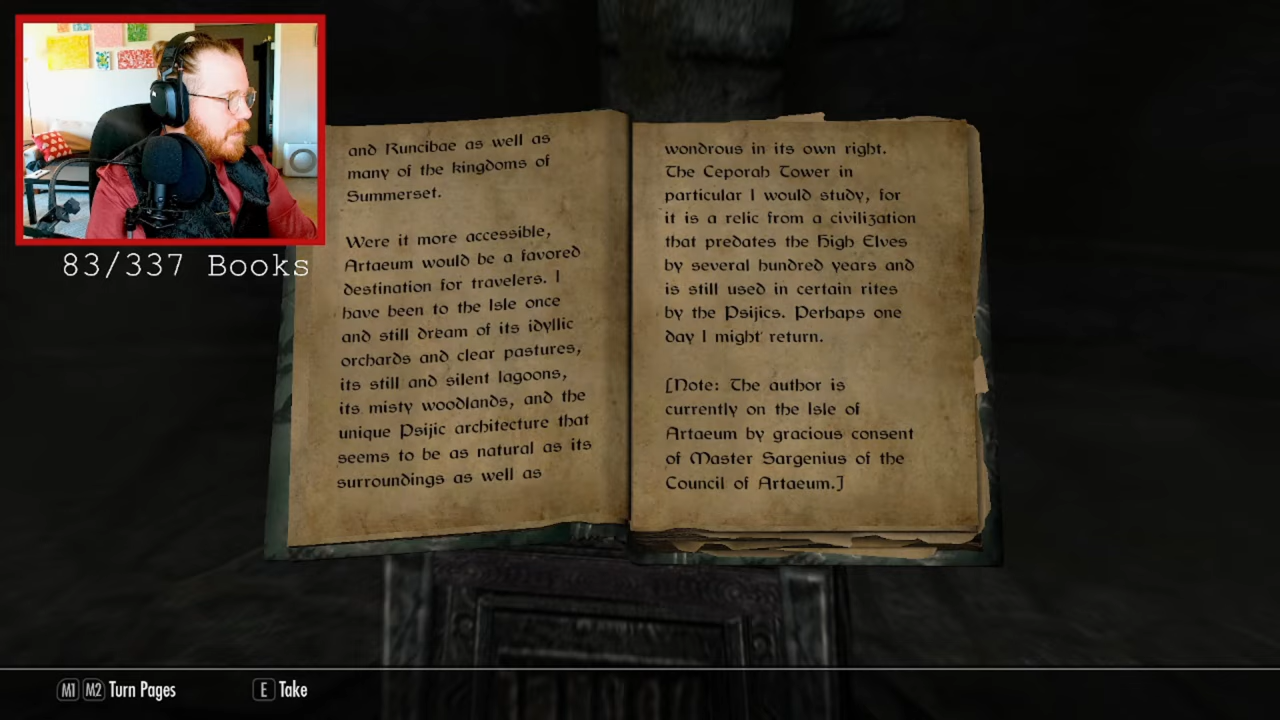 83/337 Books
and Runcibae as well as
many of the kingdoms of
Summerset.
Were it more accessible,
Artaeum would be a favored
destination for travelers. I
have been to the Isle once
and still dream of its idyllic
orchards and clear pastures,
its still and silent lagoons,
its misty woodlands, and the
unique Psijic architecture that
seems to be as natural as its
surroundings as well as
wondrous in its own right.
The Ceporah Tower in
particular I would study, for
it is a relic from a civilization
that predates the High Elves
by several hundred years and
is still used in certain rites
by the Psijics. Perhaps one
day I might return.
[Note: The author is
currently on the Isle of
Artaeum by gracious consent
of Master Sargenius of the
Council of Artaeum.]
M1 M2 Turn Pages
E Take